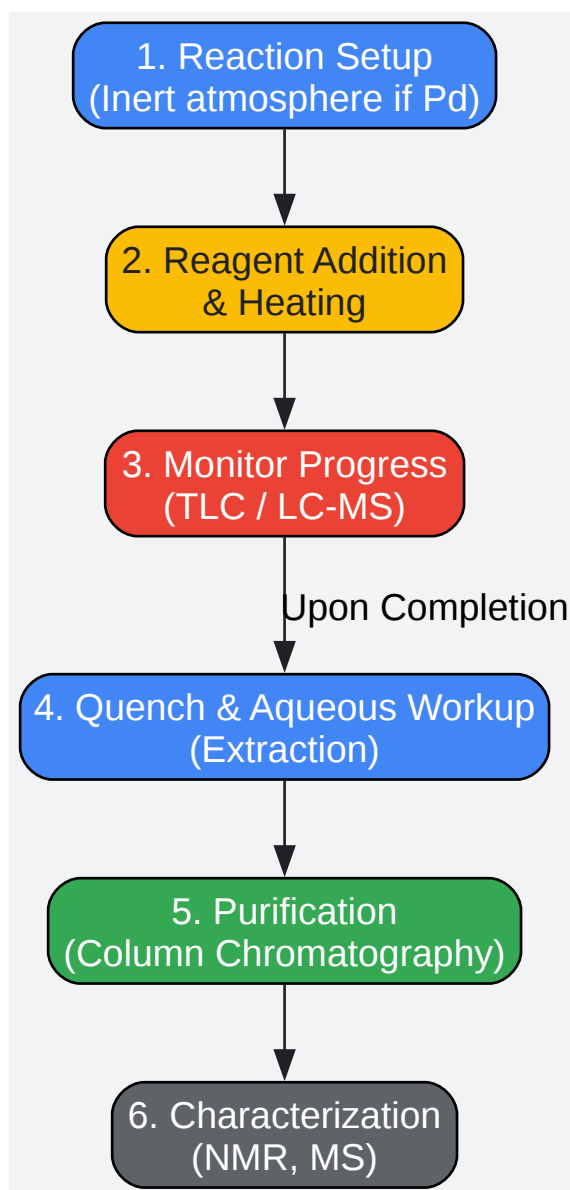 1. Reaction Setup
(Inert atmosphere if Pd)
2. Reagent Addition
& Heating
3. Monitor Progress
(TLC / LC-MS)
Upon Completion
4. Quench & Aqueous Workup
(Extraction)
5. Purification
(Column Chromatography)
6. Characterization
(NMR, MS)